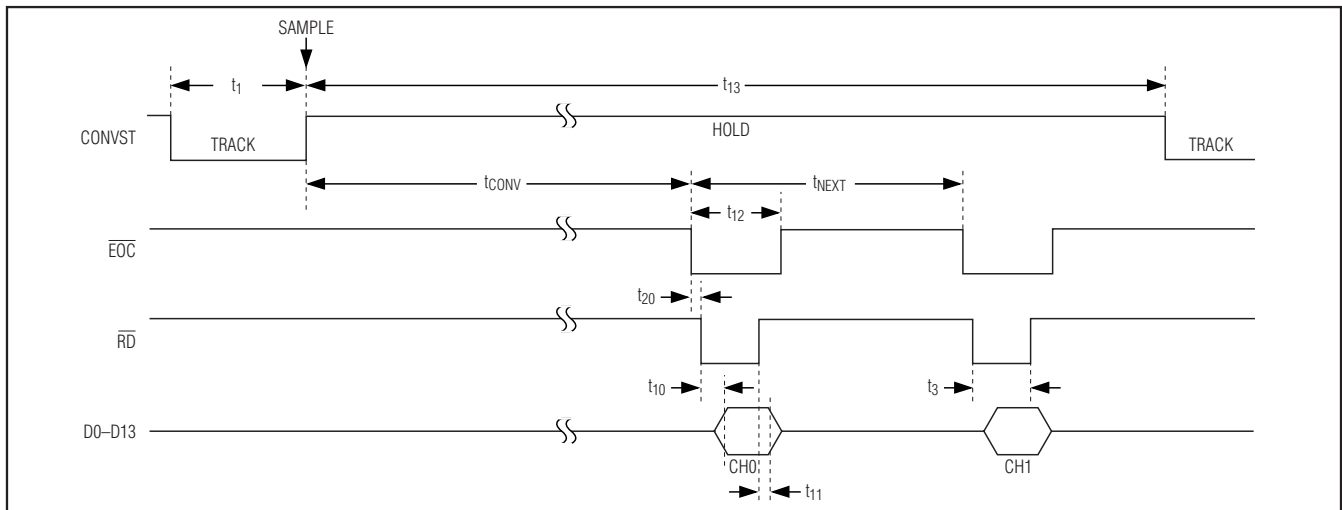 SAMPLE
t1 t13
CONVST TRACK HOLD TRACK
tCONV tNEXT
t12
EOC
t20
RD
t10 t3
D0–D13
CH0 CH1
t11